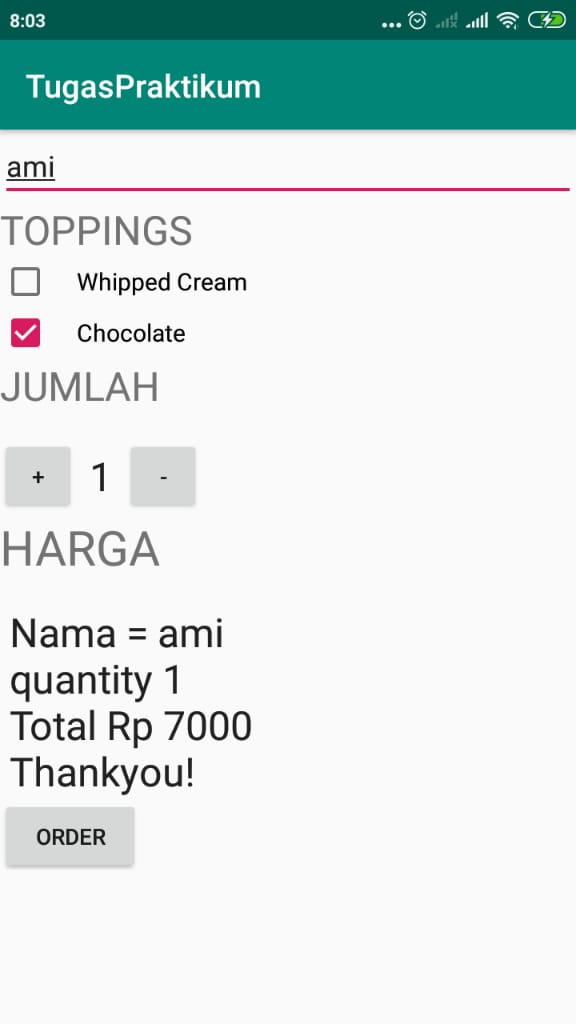 8:03
TugasPraktikum
ami
TOPPINGS
Whipped Cream
Chocolate
JUMLAH
+ 1 -
HARGA
Nama = ami
quantity 1
Total Rp 7000
Thankyou!
ORDER